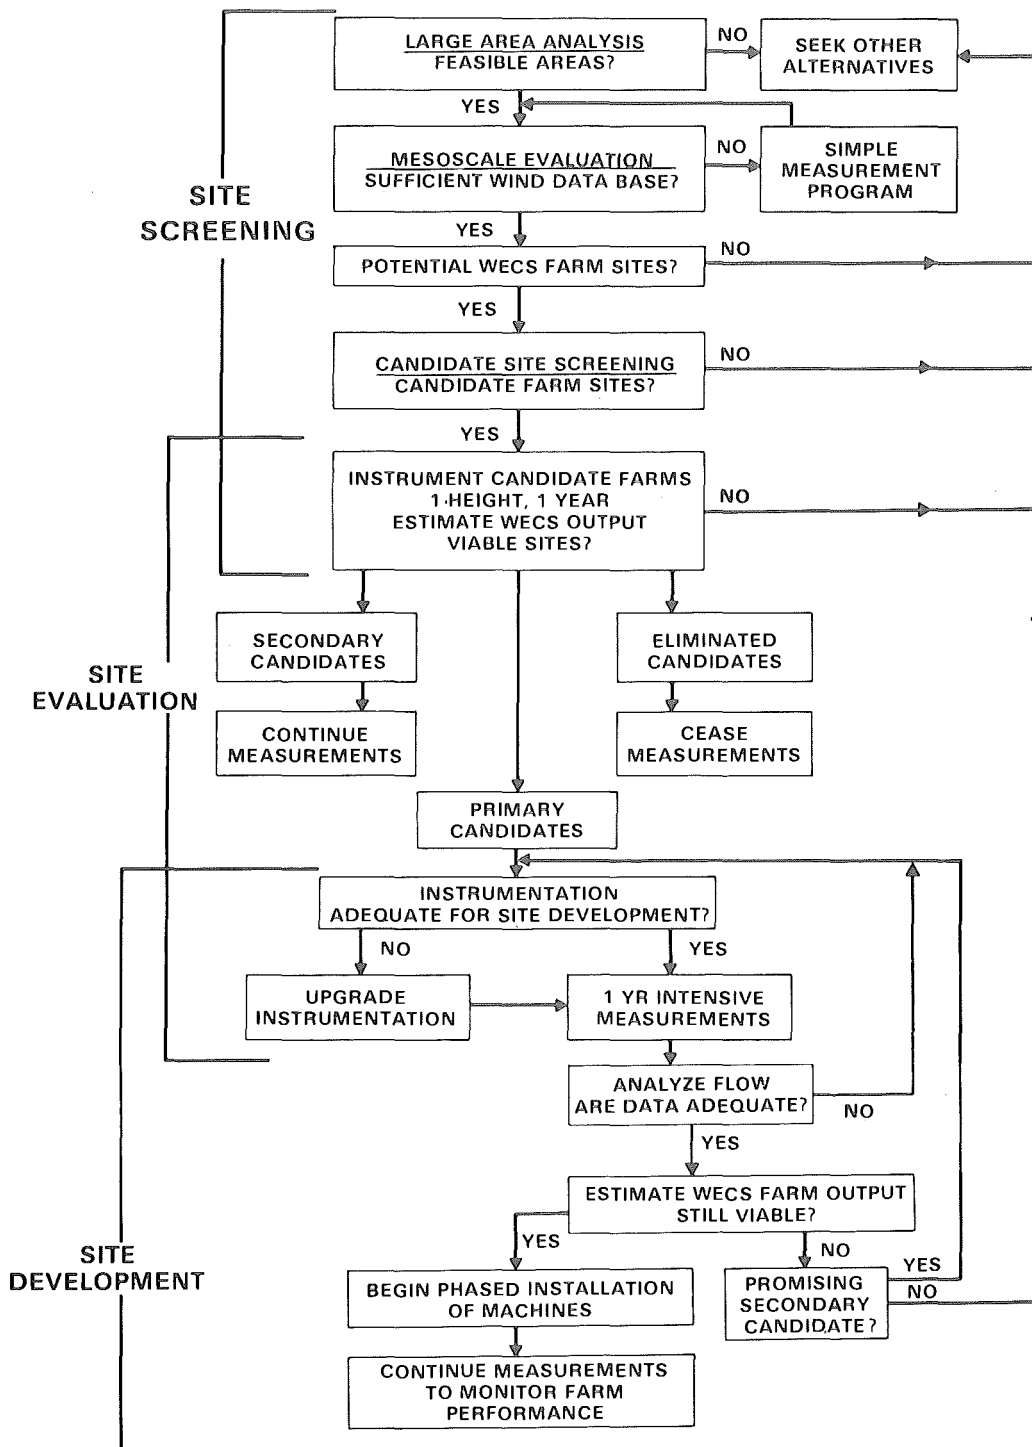 LARGE AREA ANALYSIS
FEASIBLE AREAS?
NO
SEEK OTHER
ALTERNATIVES
YES
MESOSCALE EVALUATION
SUFFICIENT WIND DATA BASE?
NO
SIMPLE
MEASUREMENT
PROGRAM
SITE
SCREENING
YES
POTENTIAL WECS FARM SITES?
NO
YES
CANDIDATE SITE SCREENING
CANDIDATE FARM SITES?
NO
YES
INSTRUMENT CANDIDATE FARMS
1·HEIGHT, 1 YEAR
ESTIMATE WECS OUTPUT
VIABLE SITES?
NO
SITE
EVALUATION
SECONDARY
CANDIDATES
ELIMINATED
CANDIDATES
CONTINUE
MEASUREMENTS
CEASE
MEASUREMENTS
PRIMARY
CANDIDATES
INSTRUMENTATION
ADEQUATE FOR SITE DEVELOPMENT?
NO
YES
UPGRADE
INSTRUMENTATION
1 YR INTENSIVE
MEASUREMENTS
ANALYZE FLOW
ARE DATA ADEQUATE?
NO
YES
ESTIMATE WECS FARM OUTPUT
STILL VIABLE?
YES
NO
SITE
DEVELOPMENT
BEGIN PHASED INSTALLATION
OF MACHINES
PROMISING
SECONDARY
CANDIDATE?
YES
NO
CONTINUE MEASUREMENTS
TO MONITOR FARM
PERFORMANCE